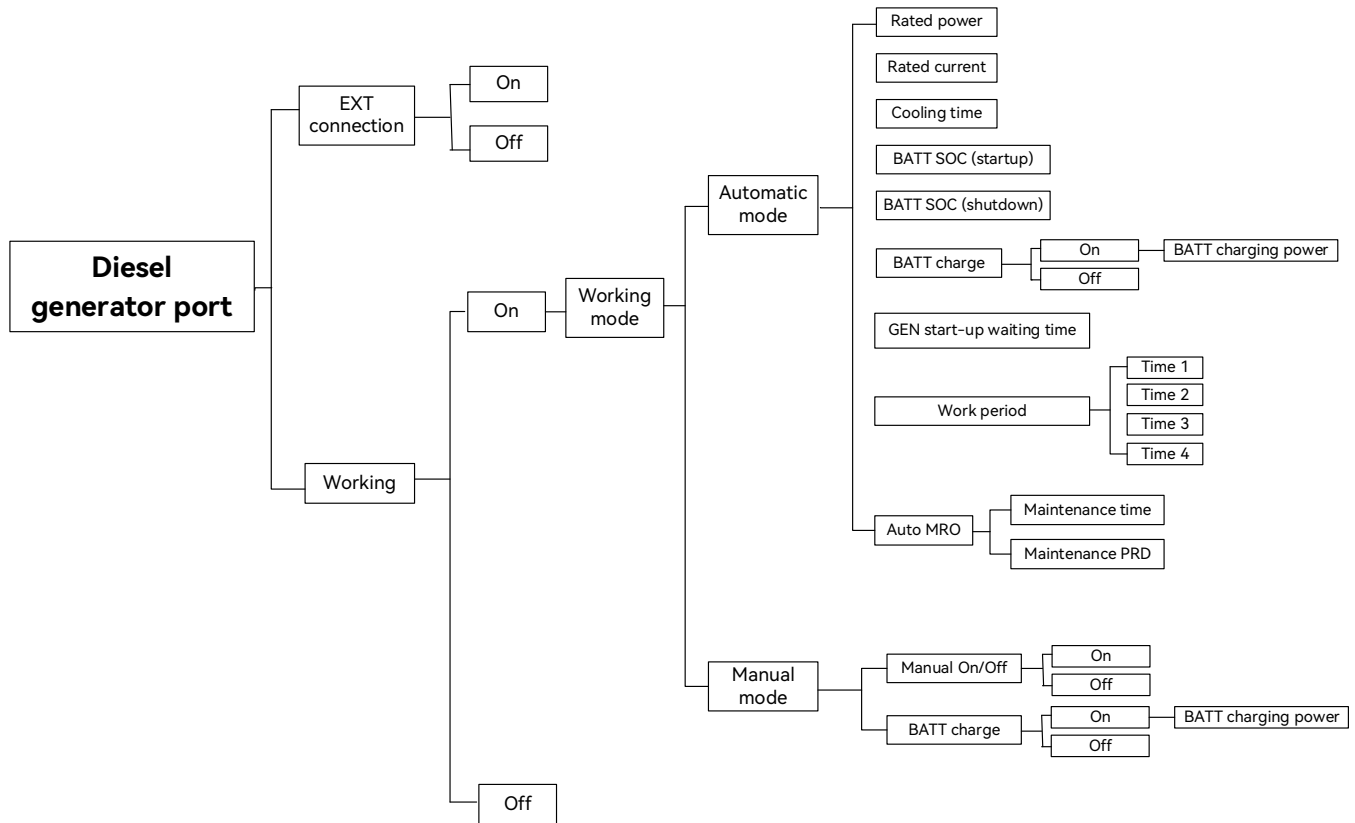 Diesel
generator port
EXT
connection
On
Off
Working
On
Off
Working
mode
Automatic
mode
Rated power
Rated current
Cooling time
BATT SOC (startup)
BATT SOC (shutdown)
BATT charge
On
BATT charging power
Off
GEN start-up waiting time
Work period
Time 1
Time 2
Time 3
Time 4
Auto MRO
Maintenance time
Maintenance PRD
Manual
mode
Manual On/Off
On
Off
BATT charge
On
BATT charging power
Off